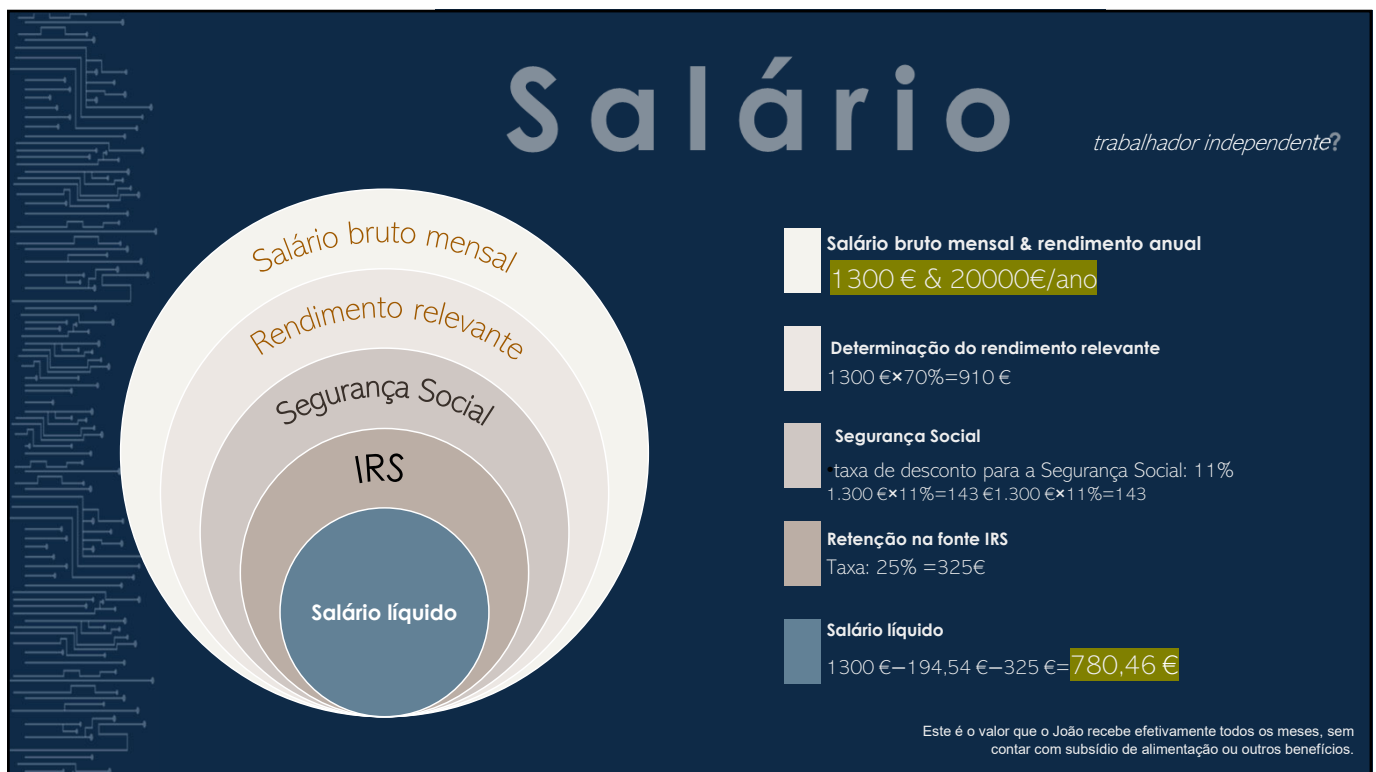 Salário
trabalhador independente?
Salário bruto mensal
Rendimento relevante
Segurança Social
IRS
Salário líquido
Salário bruto mensal & rendimento anual
1300 € & 20000€/ano
Determinação do rendimento relevante
1300 €×70%=910 €
Segurança Social
•taxa de desconto para a Segurança Social: 11%
1.300 €×11%=143 €1.300 €×11%=143
Retenção na fonte IRS
Taxa: 25% =325€
Salário líquido
1300 €−194,54 €−325 €=780,46 €
Este é o valor que o João recebe efetivamente todos os meses, sem
contar com subsídio de alimentação ou outros benefícios.